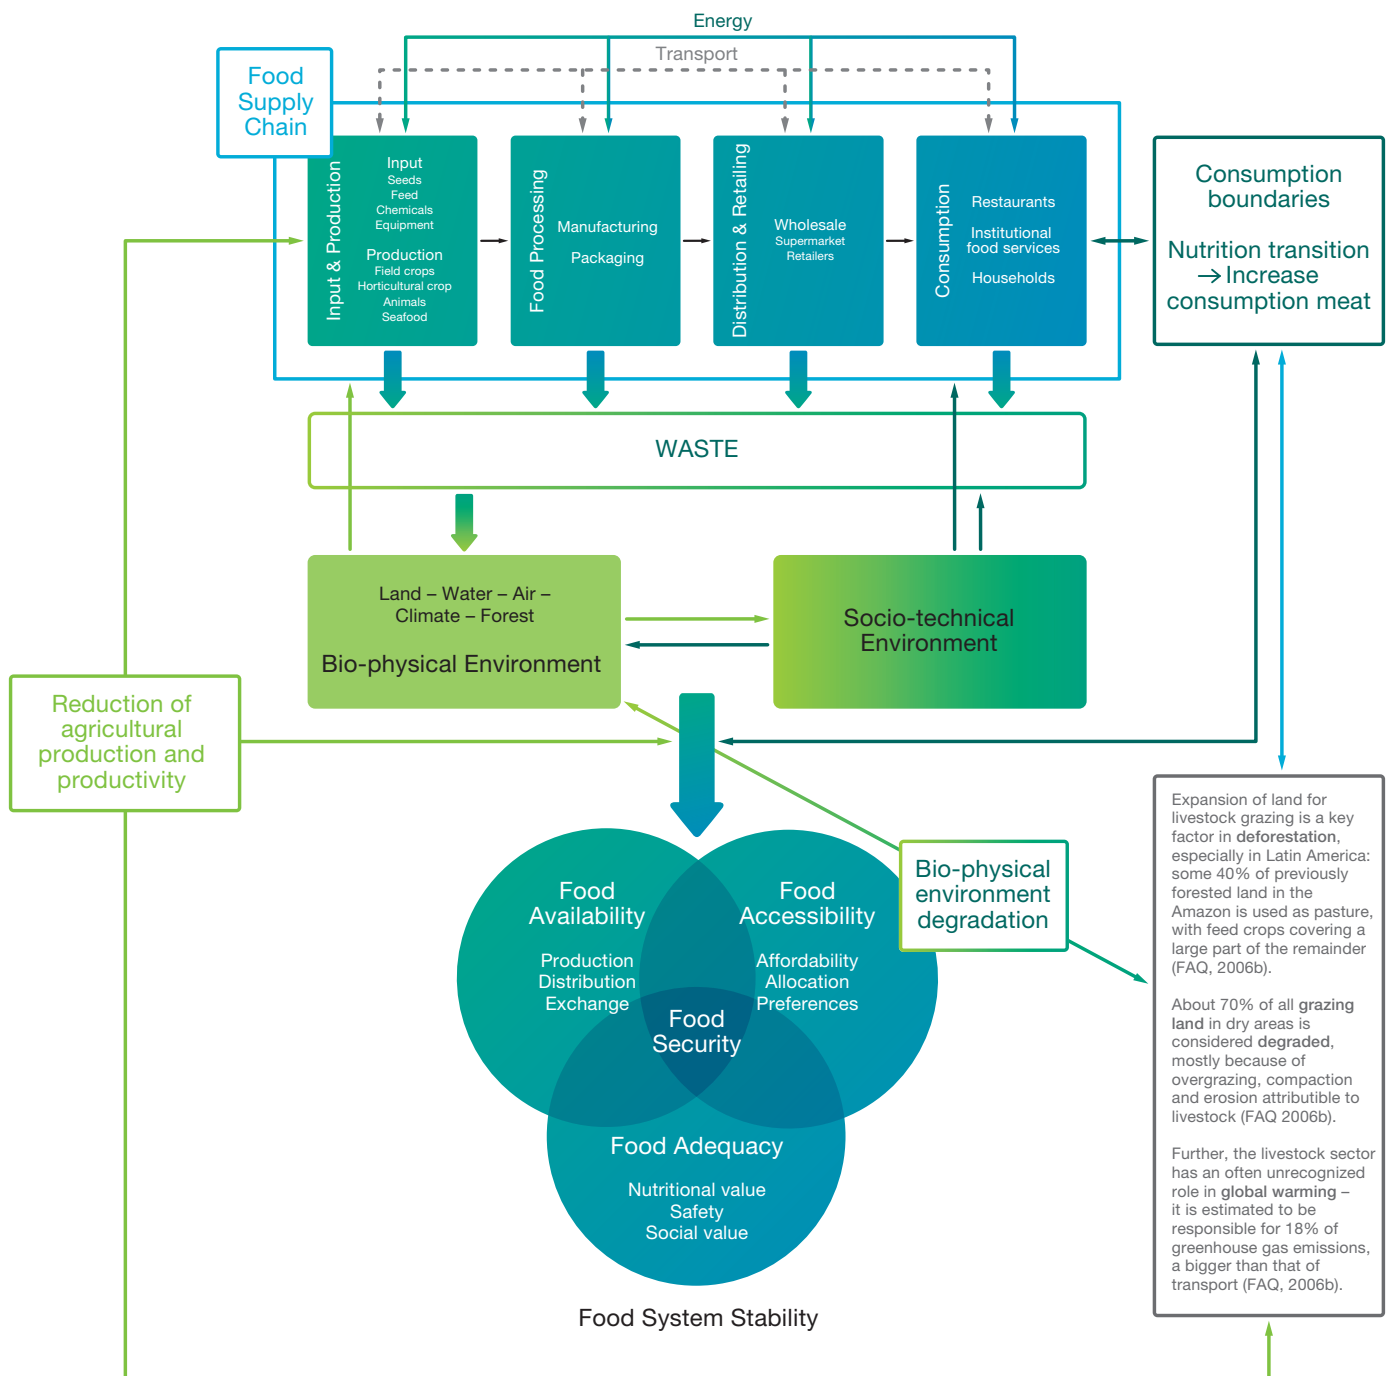 Energy
Transport
Food
Supply
Chain
Input & Production
Input
Seeds
Feed
Chemicals
Equipment
Production
Field crops
Horticultural crop
Animals
Seafood
Food Processing
Manufacturing
Packaging
Distribution & Retailing
Wholesale
Supermarket
Retailers
Consumption
Restaurants
Institutional
food services
Households
Consumption
boundaries
Nutrition transition
→ Increase
consumption meat
WASTE
Land – Water – Air –
Climate – Forest
Bio-physical Environment
Socio-technical
Environment
Reduction of
agricultural
production and
productivity
Food
Availability
Production
Distribution
Exchange
Food
Accessibility
Affordability
Allocation
Preferences
Food
Security
Food Adequacy
Nutritional value
Safety
Social value
Food System Stability
Bio-physical
environment
degradation
Expansion of land for
livestock grazing is a key
factor in deforestation,
especially in Latin America:
some 40% of previously
forested land in the
Amazon is used as pasture,
with feed crops covering a
large part of the remainder
(FAQ, 2006b).
About 70% of all grazing
land in dry areas is
considered degraded,
mostly because of
overgrazing, compaction
and erosion attributible to
livestock (FAQ 2006b).
Further, the livestock sector
has an often unrecognized
role in global warming –
it is estimated to be
responsible for 18% of
greenhouse gas emissions,
a bigger than that of
transport (FAQ, 2006b).